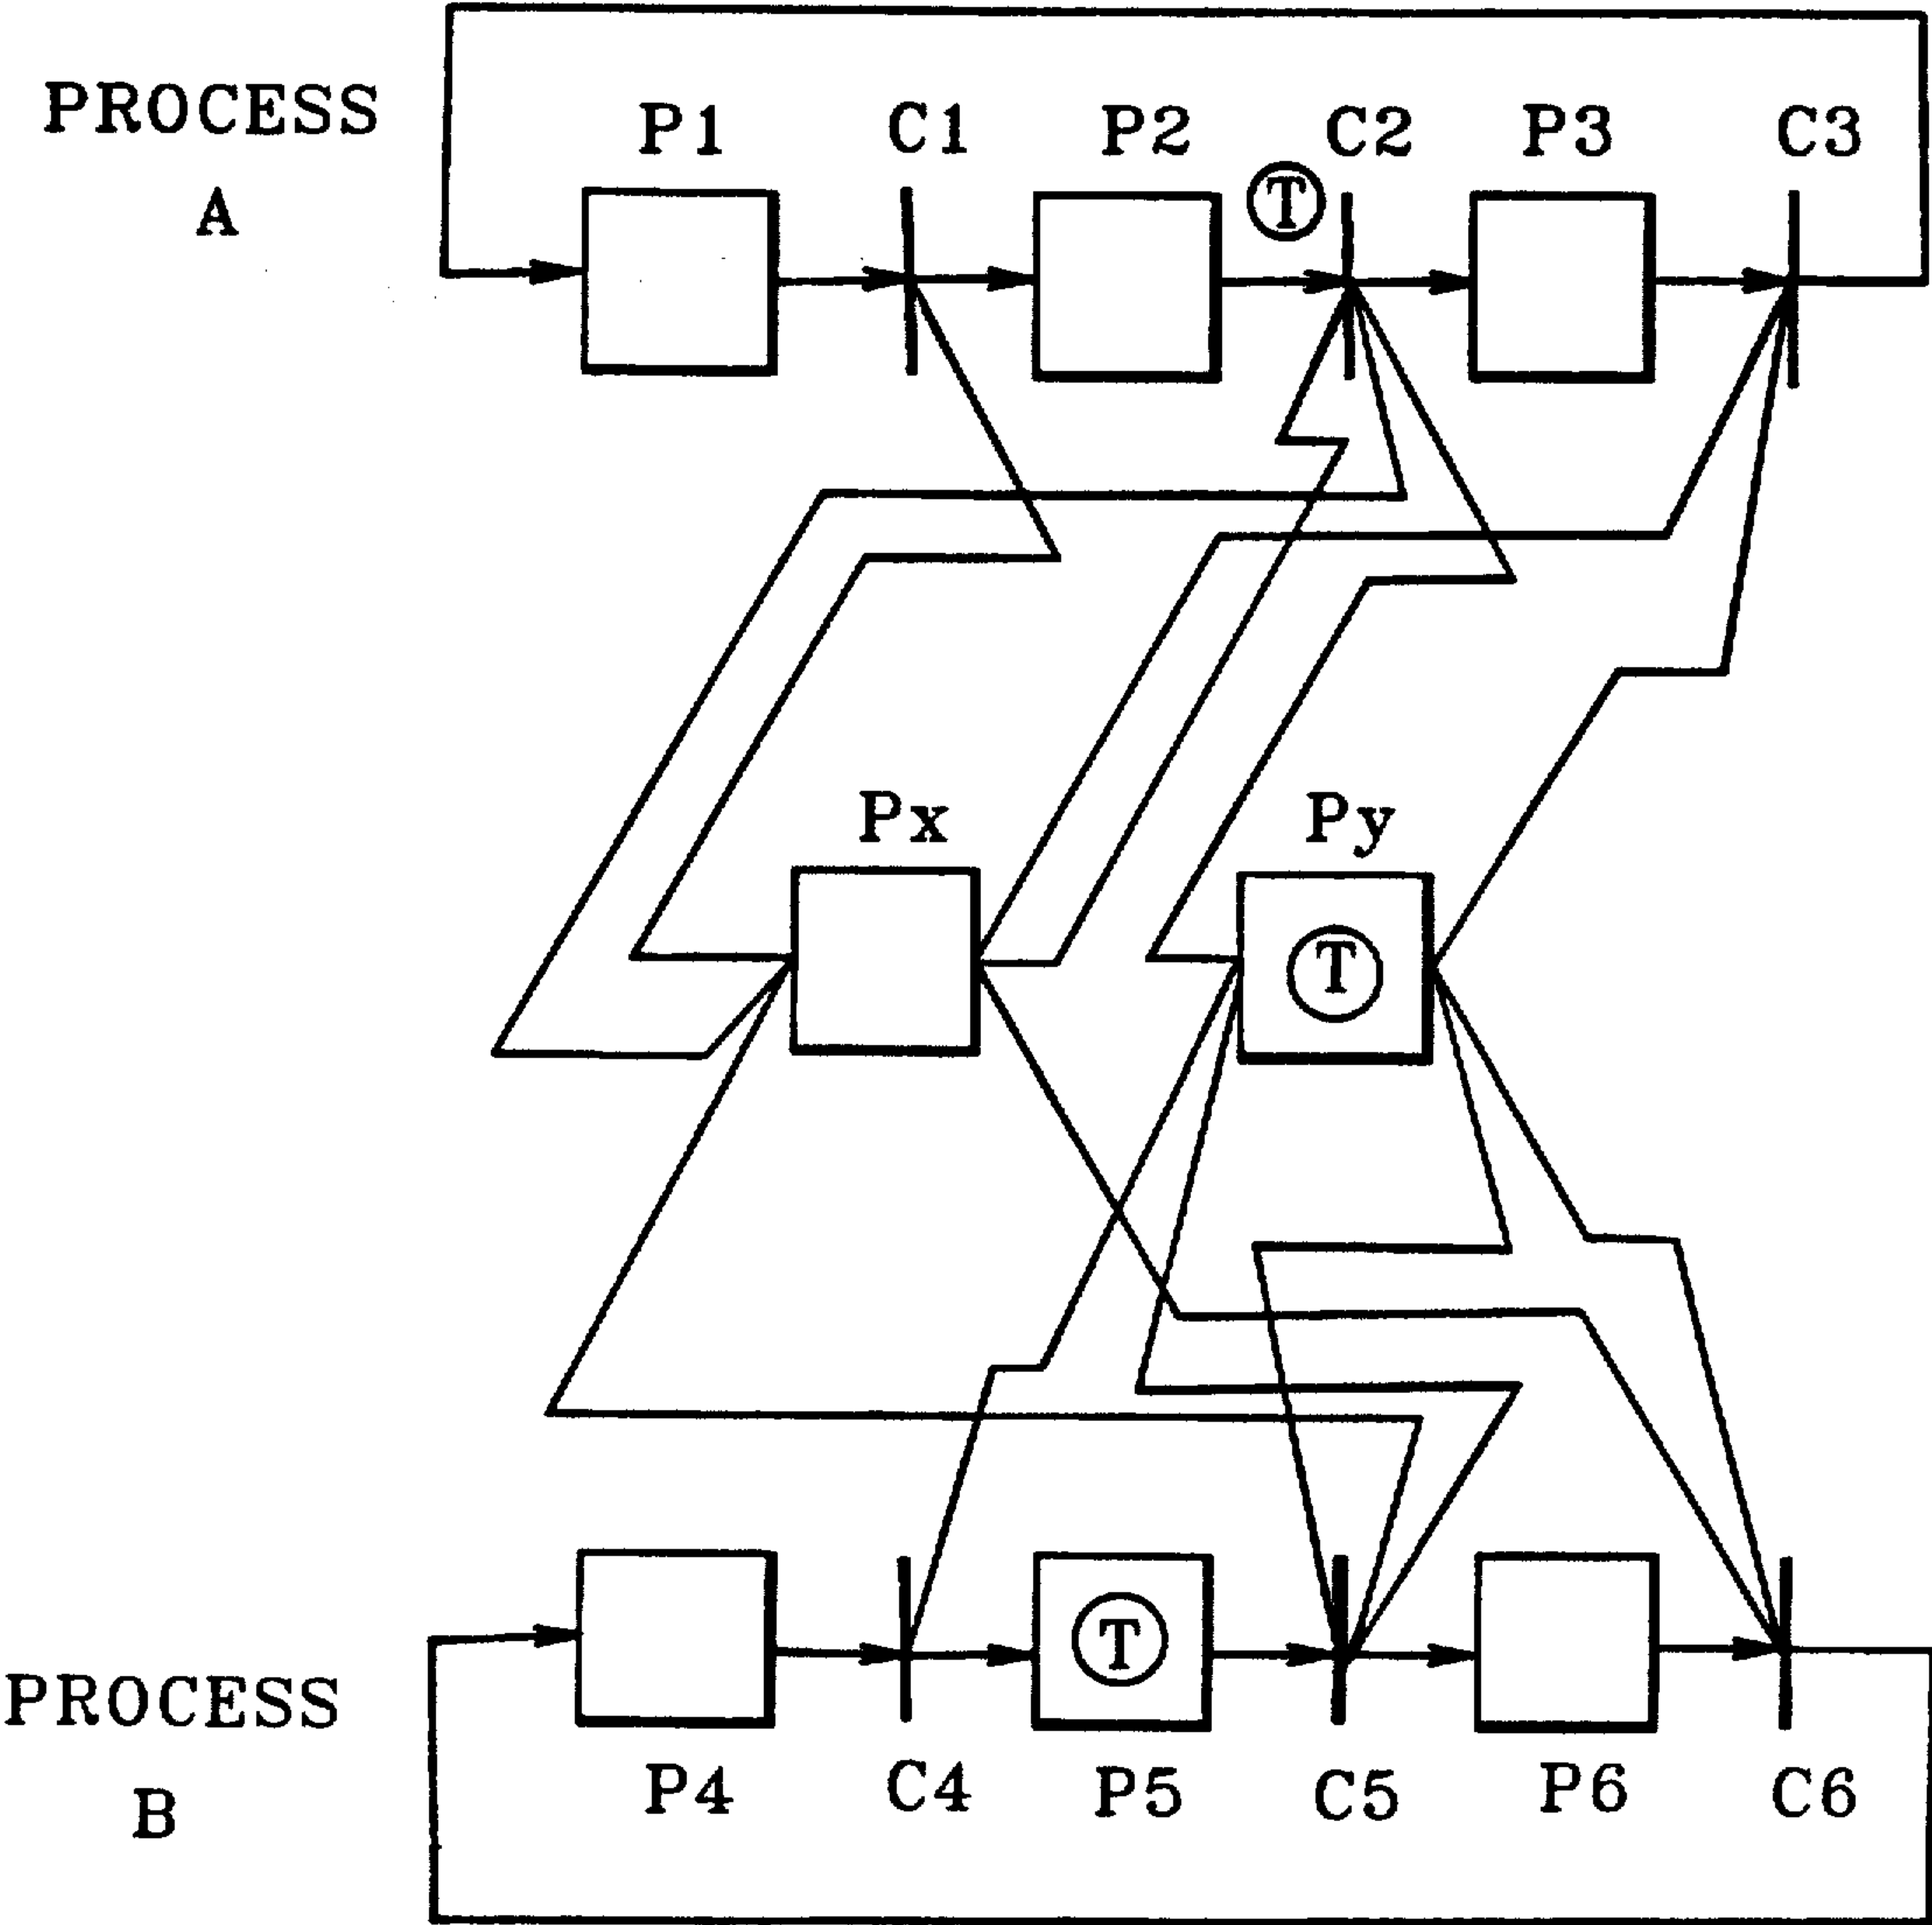 PROCESS
A
P1 C1 P2 C2 P3 C3
T
Px Py
T
T
PROCESS
B
P4 C4 P5 C5 P6 C6